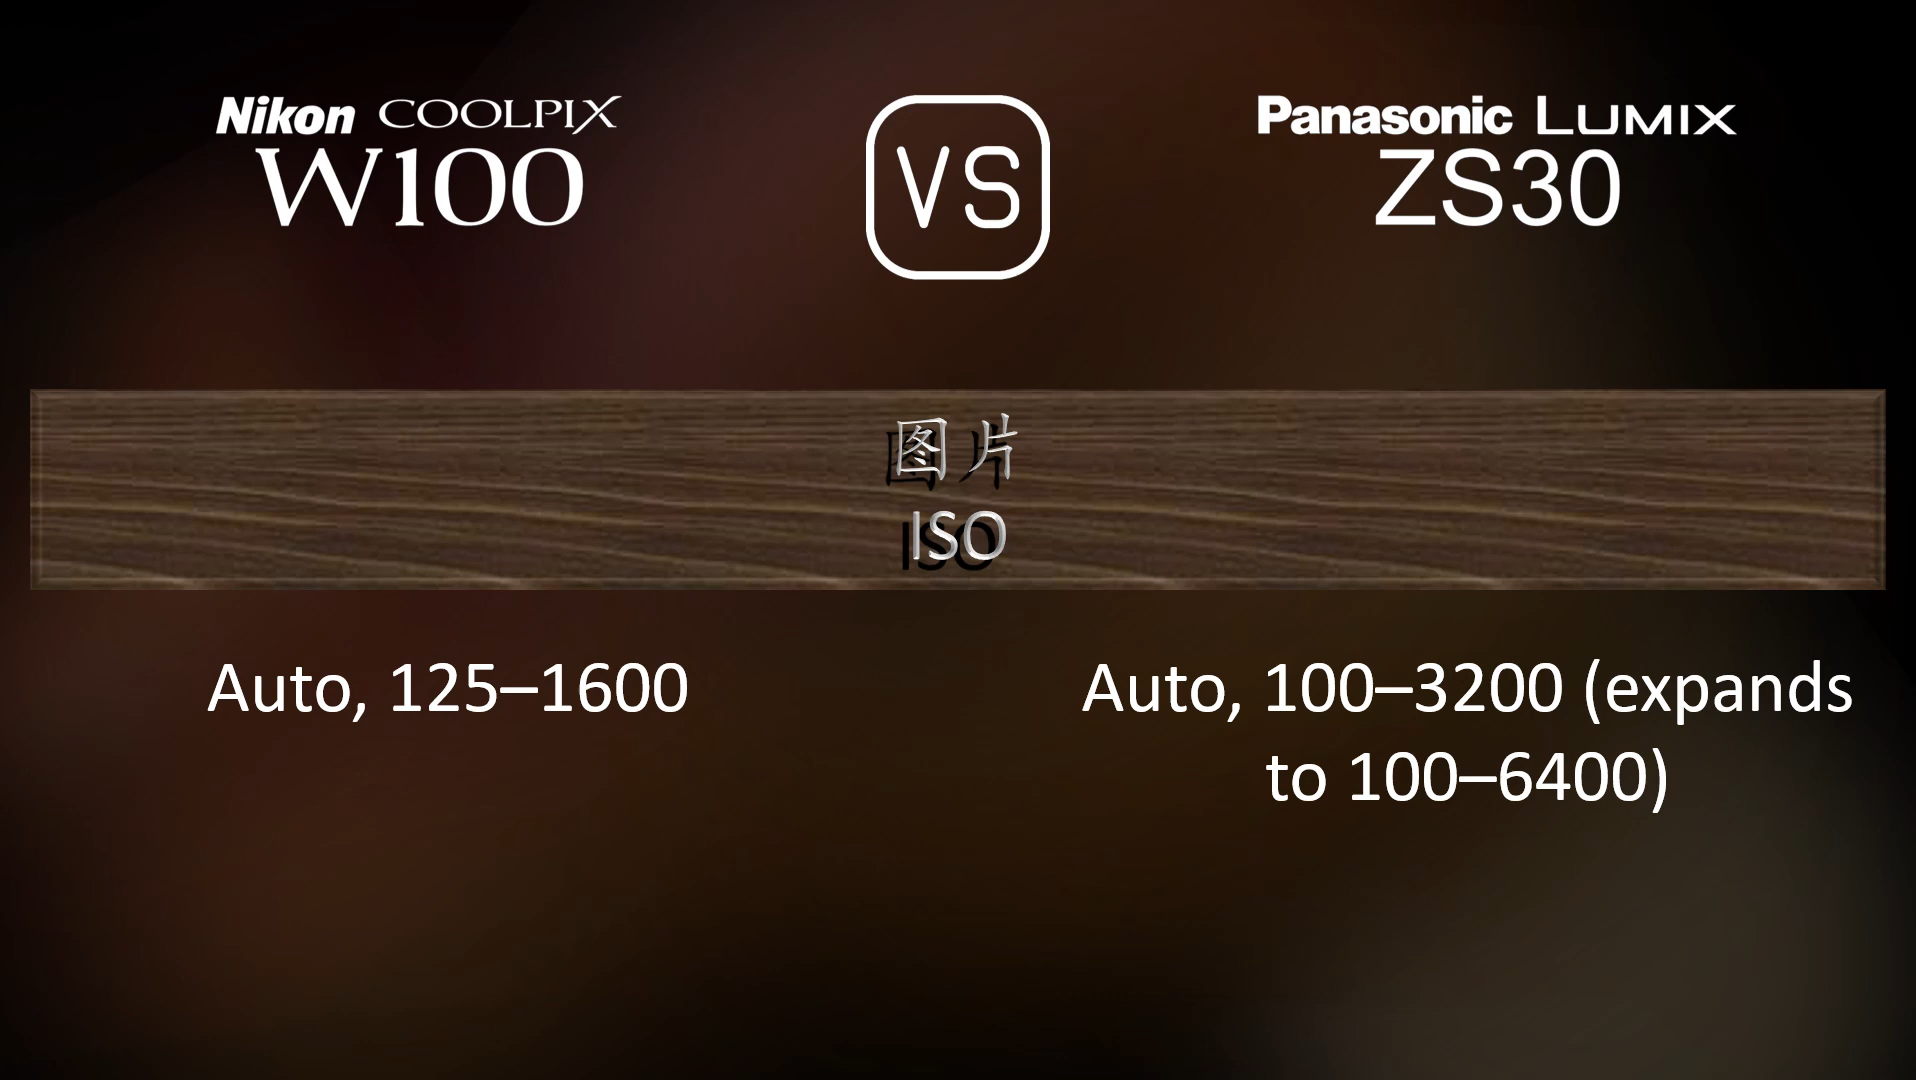 Nikon COOLPIX
W100
VS
Panasonic LUMIX
ZS30
图片
ISO
Auto, 125–1600
Auto, 100–3200 (expands
to 100–6400)